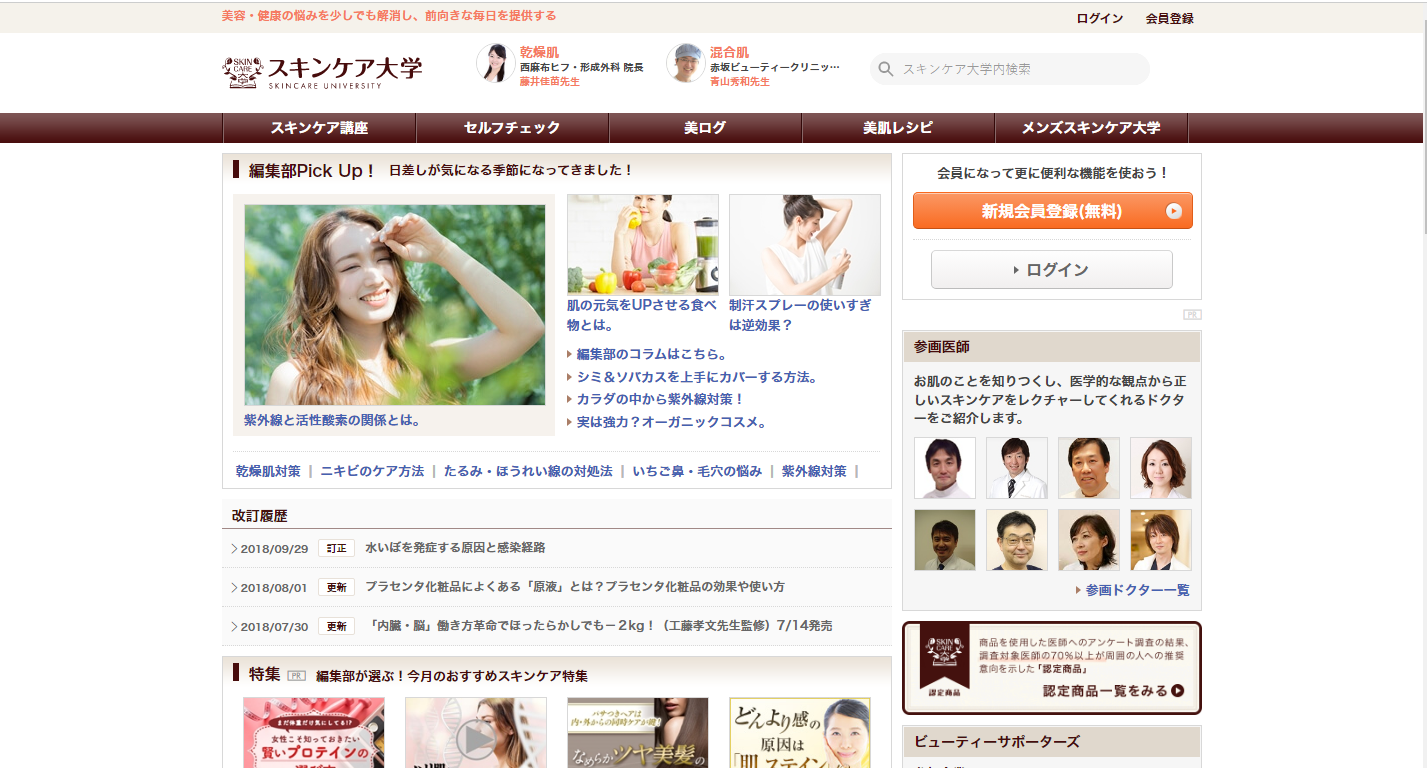 美容・健康の悩みを少しでも解消し、前向きな毎日を提供する
ログイン
会員登録
SKIN CARE
スキンケア大学
SKINCARE UNIVERSITY
乾燥肌
西麻布ヒフ・形成外科 院長
藤井佳苗先生
混合肌
赤坂ビューティークリニッ…
青山秀和先生
スキンケア大学内検索
スキンケア講座
セルフチェック
美ログ
美肌レシピ
メンズスキンケア大学
編集部Pick Up！ 日差しが気になる季節になってきました！
紫外線と活性酸素の関係とは。
肌の元気をUPさせる食べ
物とは。
制汗スプレーの使いすぎ
は逆効果？
編集部のコラムはこちら。
シミ＆ソバカスを上手にカバーする方法。
カラダの中から紫外線対策！
実は強力？オーガニックコスメ。
乾燥肌対策 | ニキビのケア方法 | たるみ・ほうれい線の対処法 | いちご鼻・毛穴の悩み | 紫外線対策 |
改訂履歴
2018/09/29 訂正 水いぼを発症する原因と感染経路
2018/08/01 更新 プラセンタ化粧品によくある「原液」とは？プラセンタ化粧品の効果や使い方
2018/07/30 更新 「内臓・脳」働き方革命でほったらかしでも－２kg！（工藤孝文先生監修）7/14発売
特集 PR 編集部が選ぶ！今月のおすすめスキンケア特集
まだ体重だけ気にしてる!?
女性こそ知っておきたい
賢いプロテインの
パサつきヘアは
内・外からの同時ケアが鍵！
なめらかツヤ美髪の
どんより感の
原因は
「肌ステイン」
会員になって更に便利な機能を使おう！
新規会員登録(無料)
ログイン
PR
参画医師
お肌のことを知りつくし、医学的な観点から正
しいスキンケアをレクチャーしてくれるドクタ
ーをご紹介します。
参画ドクター一覧
SKIN CARE
認定商品
商品を使用した医師へのアンケート調査の結果、
調査対象医師の70％以上が周囲の人への推奨
意向を示した「認定商品」
認定商品一覧をみる
ビューティーサポーターズ